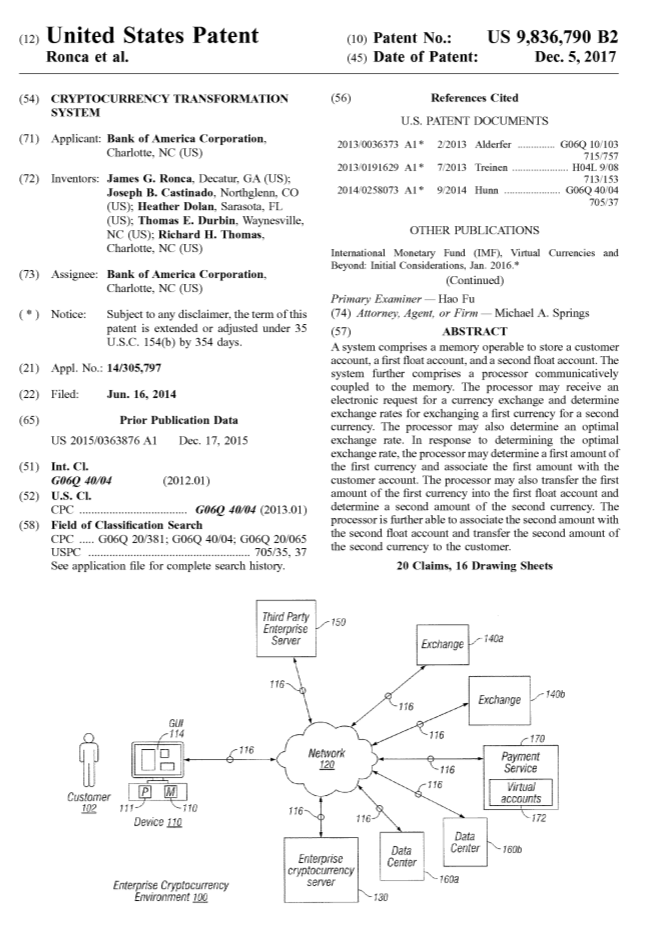 (12) United States Patent
Ronca et al.
(10) Patent No.: US 9,836,790 B2
(45) Date of Patent: Dec. 5, 2017
(54) CRYPTOCURRENCY TRANSFORMATION
SYSTEM
(71) Applicant: Bank of America Corporation,
Charlotte, NC (US)
(72) Inventors: James G. Ronca, Decatur, GA (US);
Joseph B. Castinado, Northglenn, CO
(US); Heather Dolan, Sarasota, FL
(US); Thomas E. Durbin, Waynesville,
NC (US); Richard H. Thomas,
Charlotte, NC (US)
(73) Assignee: Bank of America Corporation,
Charlotte, NC (US)
( * ) Notice: Subject to any disclaimer, the term of this
patent is extended or adjusted under 35
U.S.C. 154(b) by 354 days.
(21) Appl. No.: 14/305,797
(22) Filed: Jun. 16, 2014
(65) Prior Publication Data
US 2015/0363876 A1 Dec. 17, 2015
(51) Int. Cl.
G06Q 40/04 (2012.01)
(52) U.S. Cl.
CPC .................................... G06Q 40/04 (2013.01)
(58) Field of Classification Search
CPC ..... G06Q 20/381; G06Q 40/04; G06Q 20/065
USPC ...................................................... 705/35, 37
See application file for complete search history.
(56) References Cited
U.S. PATENT DOCUMENTS
2013/0036373 A1* 2/2013 Alderfer ............. G06Q 10/103
715/757
2013/0191629 A1* 7/2013 Treinen ................... H04L 9/08
713/153
2014/0258073 A1* 9/2014 Hunn ................... G06Q 40/04
705/37
OTHER PUBLICATIONS
International Monetary Fund (IMF), Virtual Currencies and
Beyond: Initial Considerations, Jan. 2016.*
(Continued)
Primary Examiner — Hao Fu
(74) Attorney, Agent, or Firm — Michael A. Springs
(57) ABSTRACT
A system comprises a memory operable to store a customer
account, a first float account, and a second float account. The
system further comprises a processor communicatively
coupled to the memory. The processor may receive an
electronic request for a currency exchange and determine
exchange rates for exchanging a first currency for a second
currency. The processor may also determine an optimal
exchange rate. In response to determining the optimal
exchange rate, the processor may determine a first amount of
the first currency and associate the first amount with the
customer account. The processor may also transfer the first
amount of the first currency into the first float account and
determine a second amount of the second currency. The
processor is further able to associate the second amount with
the second float account and transfer the second amount of
the second currency to the customer.
20 Claims, 16 Drawing Sheets
Third Party
Enterprise
Server
150
Exchange
140a
116
116
Exchange
140b
116
GUI
114
116
Network
120
116
170
Payment
Service
Virtual
accounts
172
116
Customer
102
P M
111
110
Device 110
116
116
Enterprise
cryptocurrency
server
130
Data
Center
160a
Data
Center
160b
Enterprise Cryptocurrency
Environment 100